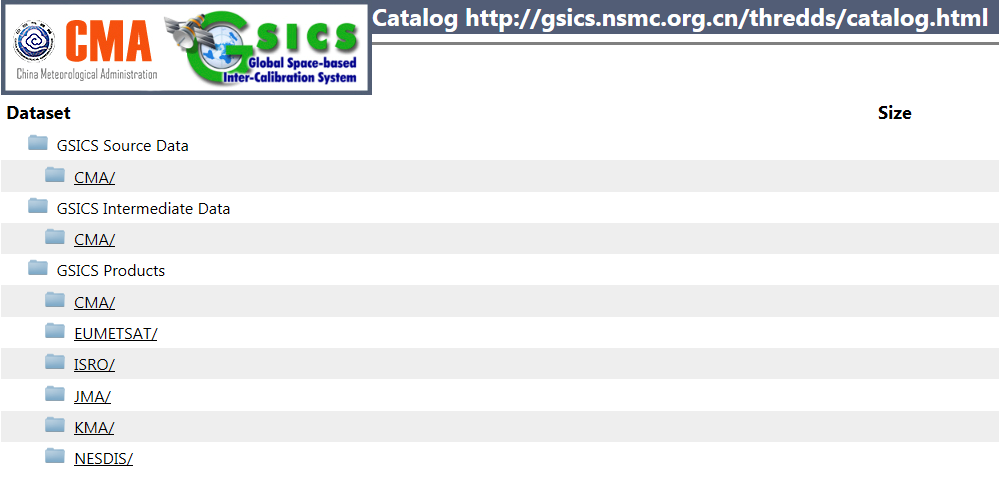 CMA
China Meteorological Administration
GSICS
Global Space-based
Inter-Calibration System
Catalog http://gsics.nsmc.org.cn/thredds/catalog.html
Dataset Size
GSICS Source Data
CMA/
GSICS Intermediate Data
CMA/
GSICS Products
CMA/
EUMETSAT/
ISRO/
JMA/
KMA/
NESDIS/